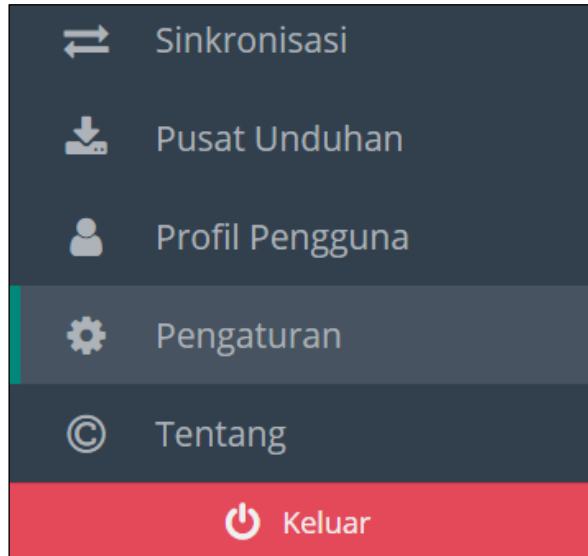 Sinkronisasi
Pusat Unduhan
Profil Pengguna
Pengaturan
Tentang
Keluar